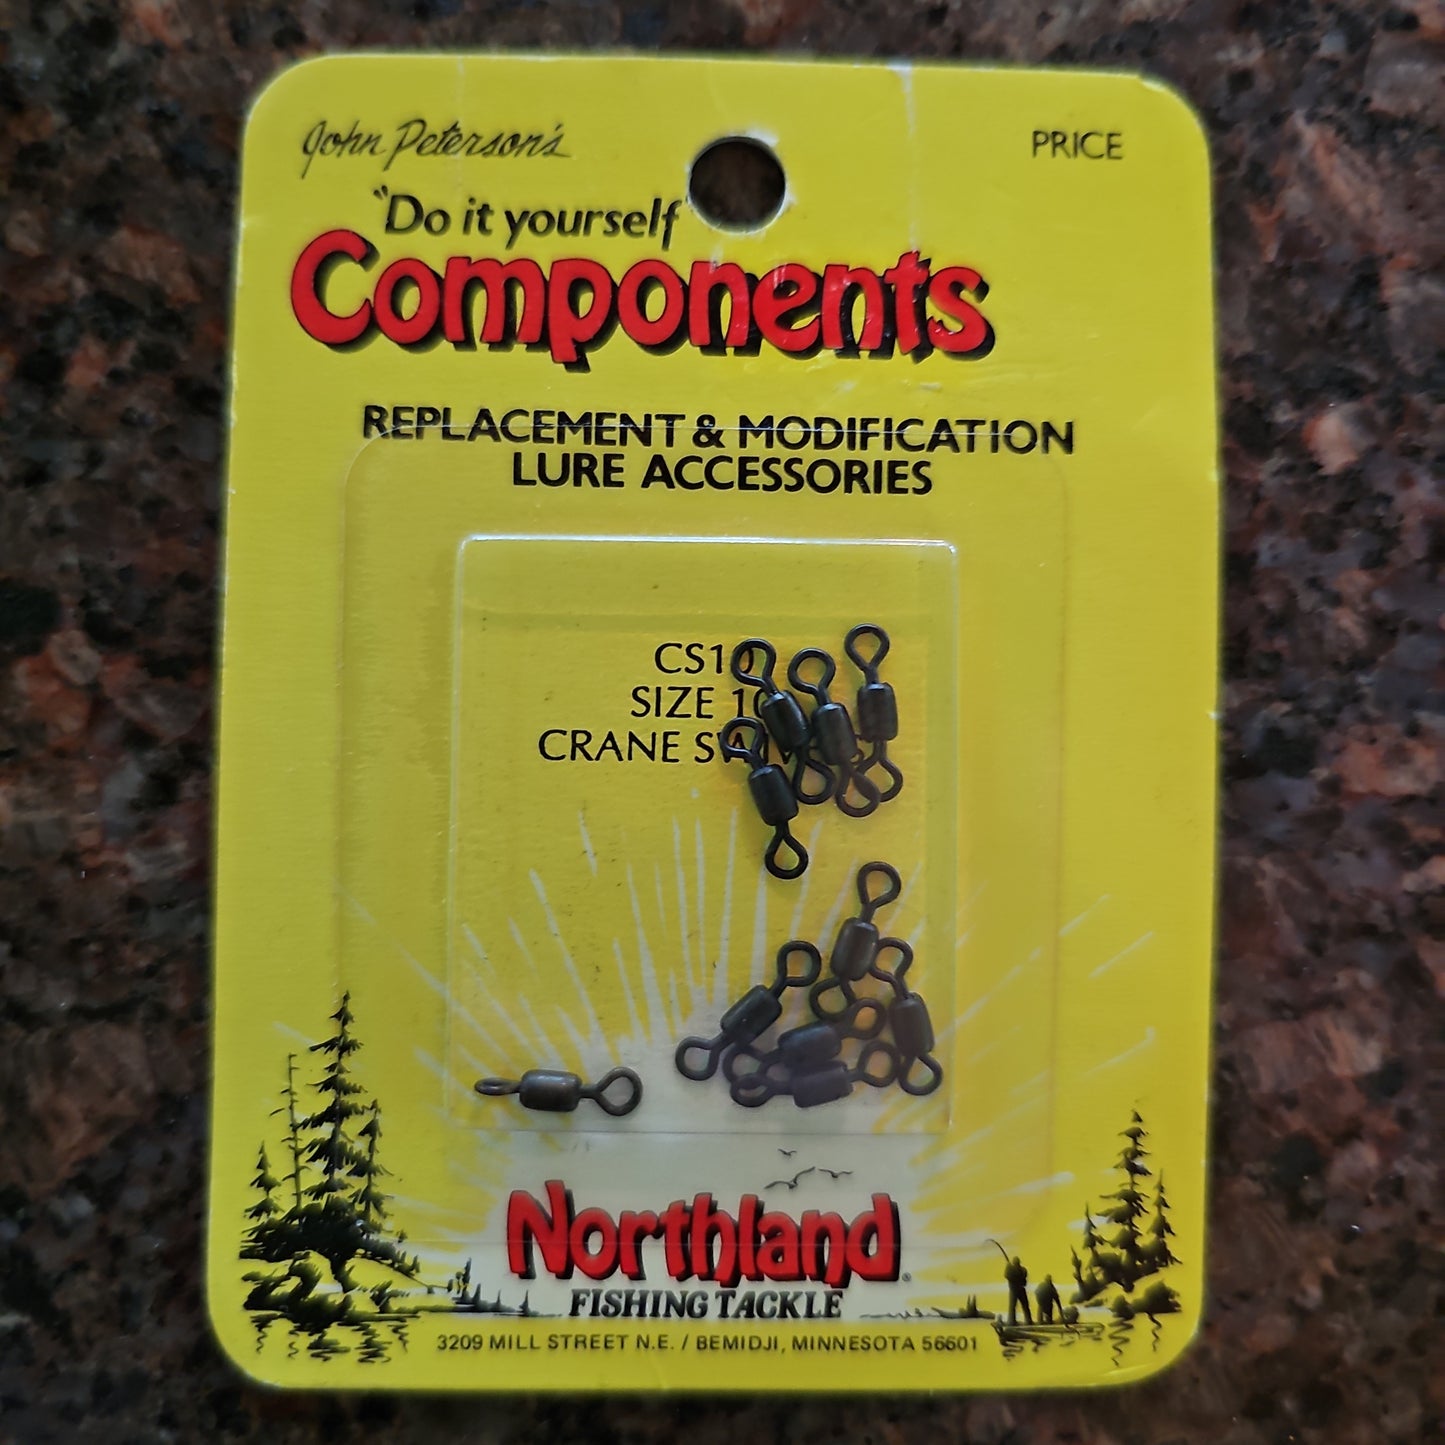 John Peterson's
PRICE
"Do it yourself"
Components
REPLACEMENT & MODIFICATION
LURE ACCESSORIES
CS10
SIZE 10
CRANE
Northland®
FISHING TACKLE
3209 MILL STREET N.E. / BEMIDJI, MINNESOTA 56601